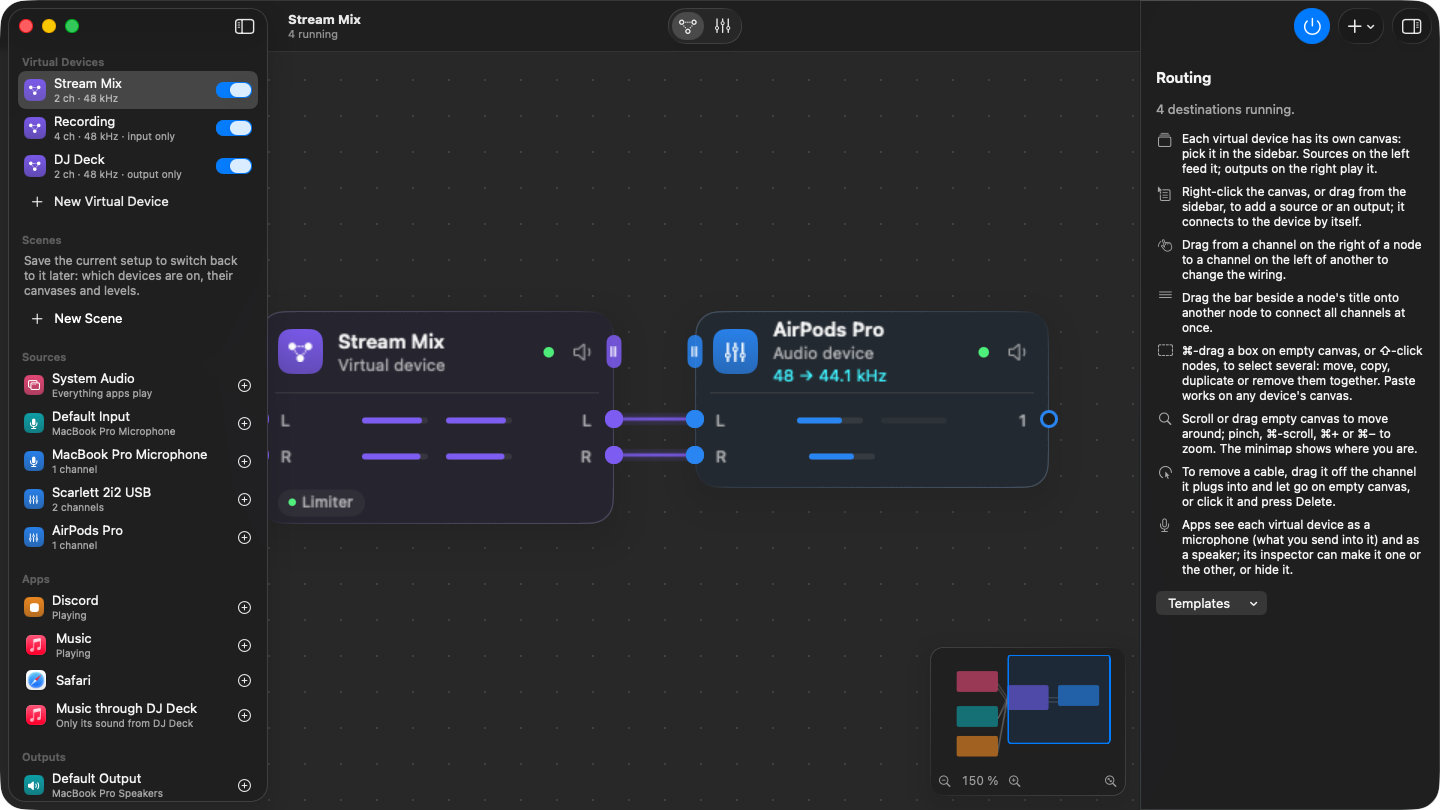 Stream Mix
4 running
Virtual Devices
Stream Mix
2 ch · 48 kHz
Recording
4 ch · 48 kHz · input only
DJ Deck
2 ch · 48 kHz · output only
New Virtual Device
Scenes
Save the current setup to switch back
to it later: which devices are on, their
canvases and levels.
New Scene
Sources
System Audio
Everything apps play
Default Input
MacBook Pro Microphone
MacBook Pro Microphone
1 channel
Scarlett 2i2 USB
2 channels
AirPods Pro
1 channel
Apps
Discord
Playing
Music
Playing
Safari
Music through DJ Deck
Only its sound from DJ Deck
Outputs
Default Output
MacBook Pro Speakers
Stream Mix
Virtual device
L
L
R
R
Limiter
AirPods Pro
Audio device
48 → 44.1 kHz
L
1
R
150 %
Routing
4 destinations running.
Each virtual device has its own canvas:
pick it in the sidebar. Sources on the left
feed it; outputs on the right play it.
Right-click the canvas, or drag from the
sidebar, to add a source or an output; it
connects to the device by itself.
Drag from a channel on the right of a node
to a channel on the left of another to
change the wiring.
Drag the bar beside a node's title onto
another node to connect all channels at
once.
⌘-drag a box on empty canvas, or ⇧-click
nodes, to select several: move, copy,
duplicate or remove them together. Paste
works on any device's canvas.
Scroll or drag empty canvas to move
around; pinch, ⌘-scroll, ⌘+ or ⌘− to
zoom. The minimap shows where you are.
To remove a cable, drag it off the channel
it plugs into and let go on empty canvas,
or click it and press Delete.
Apps see each virtual device as a
microphone (what you send into it) and as
a speaker; its inspector can make it one or
the other, or hide it.
Templates